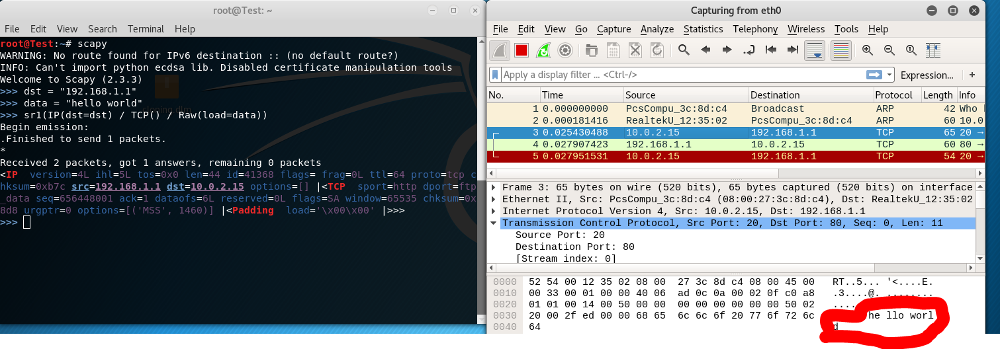 root@Test: ~
File Edit View Search Terminal Help
root@Test:~# scapy
WARNING: No route found for IPv6 destination :: (no default route?)
INFO: Can't import python ecdsa lib. Disabled certificate manipulation tools
Welcome to Scapy (2.3.3)
>>> dst = "192.168.1.1"
>>> data = "hello world"
cloning dlm
>>> sr1(IP(dst=dst) / TCP() / Raw(load=data))
Begin emission:
.Finished to send 1 packets.
*
Received 2 packets, got 1 answers, remaining 0 packets
<IP  version=4L ihl=5L tos=0x0 len=44 id=41368 flags= frag=0L ttl=64 proto=tcp c
hksum=0xb7c src=192.168.1.1 dst=10.0.2.15 options=[] |<TCP  sport=http dport=ftp
_data seq=656448001 ack=1 dataofs=6L reserved=0L flags=SA window=65535 chksum=0x
8d8 urgptr=0 options=[('MSS', 1460)] |<Padding  load='\x00\x00' |>>>
>>>
Capturing from eth0
File Edit View Go Capture Analyze Statistics Telephony Wireless Tools Help
Apply a display filter ... <Ctrl-/> Expression... +
No. Time Source Destination Protocol Length Info
1 0.000000000 PcsCompu_3c:8d:c4 Broadcast ARP 42 Who
2 0.000181416 RealtekU_12:35:02 PcsCompu_3c:8d:c4 ARP 60 10.0
3 0.025430488 10.0.2.15 192.168.1.1 TCP 65 20 →
4 0.027907423 192.168.1.1 10.0.2.15 TCP 60 80 →
5 0.027951531 10.0.2.15 192.168.1.1 TCP 54 20 →
Frame 3: 65 bytes on wire (520 bits), 65 bytes captured (520 bits) on interface
Ethernet II, Src: PcsCompu_3c:8d:c4 (08:00:27:3c:8d:c4), Dst: RealtekU_12:35:02
Internet Protocol Version 4, Src: 10.0.2.15, Dst: 192.168.1.1
Transmission Control Protocol, Src Port: 20, Dst Port: 80, Seq: 0, Len: 11
Source Port: 20
Destination Port: 80
[Stream index: 0]
0000 52 54 00 12 35 02 08 00 27 3c 8d c4 08 00 45 00 RT..5... '<....E.
0010 00 33 00 01 00 00 40 06 ad 0c 0a 00 02 0f c0 a8 .3....@. ........
0020 01 01 00 14 00 50 00 00 00 00 00 00 00 00 50 02 ....
0030 20 00 2f ed 00 00 68 65 6c 6c 6f 20 77 6f 72 6c he llo worl
0040 64 d